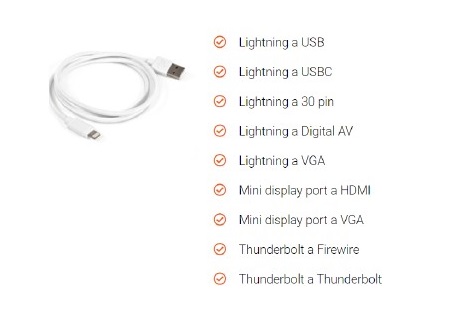 Lightning a USB
Lightning a USBC
Lightning a 30 pin
Lightning a Digital AV
Lightning a VGA
Mini display port a HDMI
Mini display port a VGA
Thunderbolt a Firewire
Thunderbolt a Thunderbolt